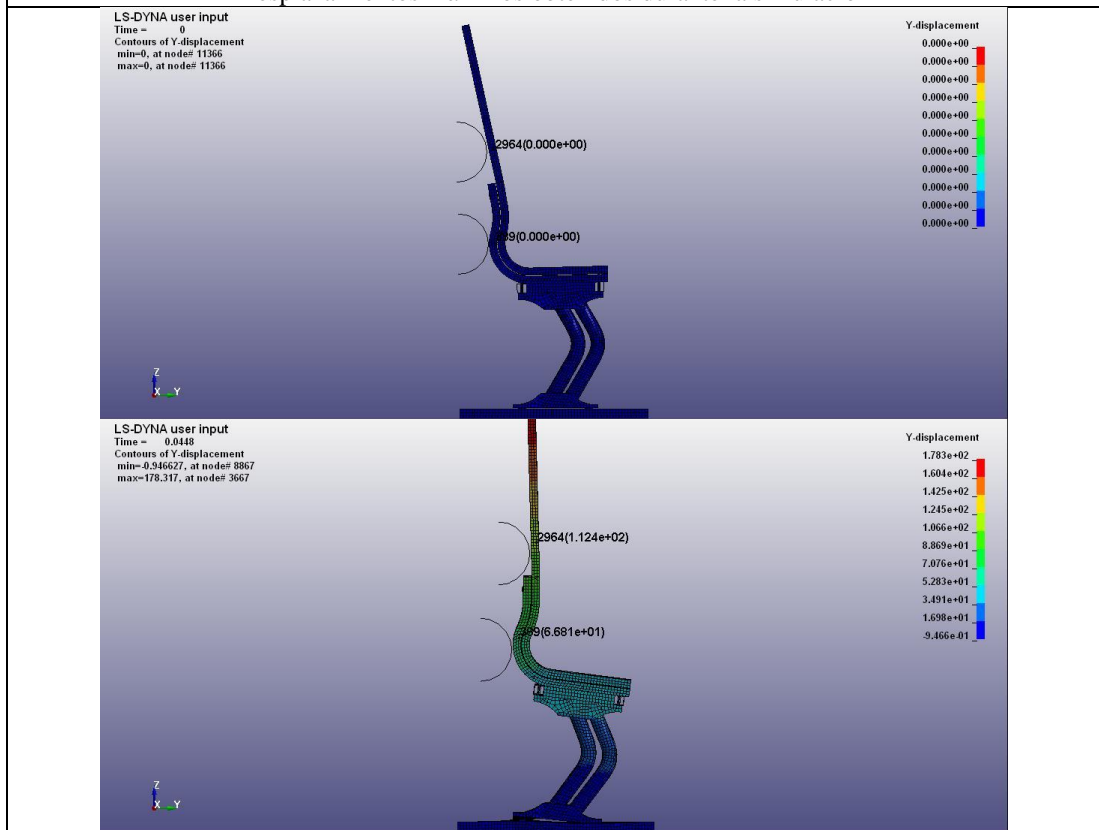 LS-DYNA user input
Time = 0
Contours of Y-displacement
min=0, at node# 11366
max=0, at node# 11366
Y-displacement
0.000e+00
0.000e+00
0.000e+00
0.000e+00
0.000e+00
0.000e+00
0.000e+00
0.000e+00
0.000e+00
0.000e+00
0.000e+00
2964(0.000e+00)
(0.000e+00)
Z
X Y
LS-DYNA user input
Time = 0.0448
Contours of Y-displacement
min=-0.946627, at node# 8867
max=178.317, at node# 3667
Y-displacement
1.783e+02
1.604e+02
1.425e+02
1.245e+02
1.066e+02
8.869e+01
7.076e+01
5.283e+01
3.491e+01
1.698e+01
-9.466e-01
2964(1.124e+02)
(6.681e+01)
Z
X Y